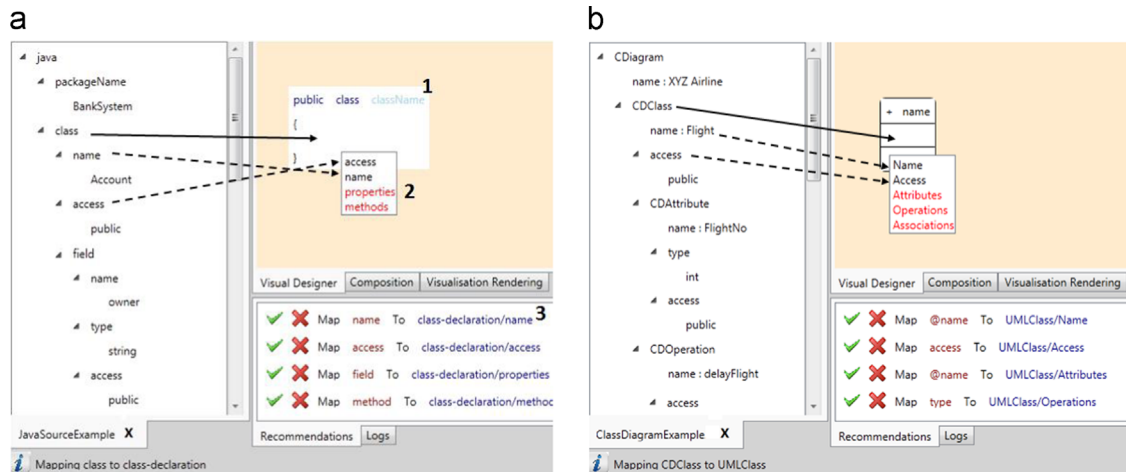 a
java
packageName
BankSystem
class
name
Account
access
public
field
name
owner
type
string
access
public
JavaSourceExample X
Mapping class to class-declaration
1
public class className
{
}
access
name
properties
methods
2
Visual Designer Composition Visualisation Rendering
Map name To class-declaration/name 3
Map access To class-declaration/access
Map field To class-declaration/properties
Map method To class-declaration/methoc
Recommendations Logs
b
CDiagram
name : XYZ Airline
CDClass
name : Flight
access
public
CDAttribute
name : FlightNo
type
int
access
public
CDOperation
name : delayFlight
access
ClassDiagramExample X
Mapping CDClass to UMLClass
+ name
Name
Access
Attributes
Operations
Associations
Visual Designer Composition Visualisation Rendering
Map @name To UMLClass/Name
Map access To UMLClass/Access
Map @name To UMLClass/Attributes
Map type To UMLClass/Operations
Recommendations Logs